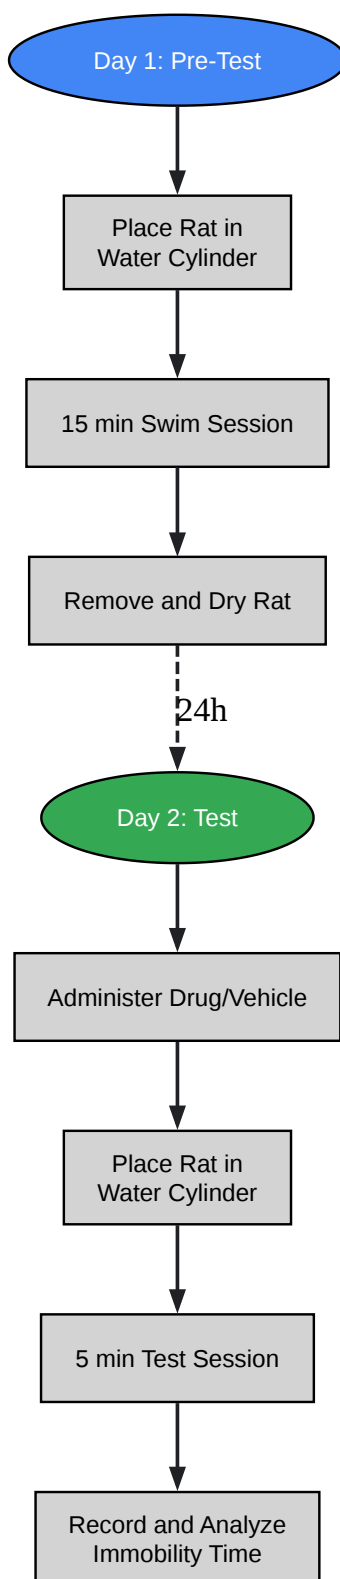 Day 1: Pre-Test
Place Rat in
Water Cylinder
15 min Swim Session
Remove and Dry Rat
24h
Day 2: Test
Administer Drug/Vehicle
Place Rat in
Water Cylinder
5 min Test Session
Record and Analyze
Immobility Time